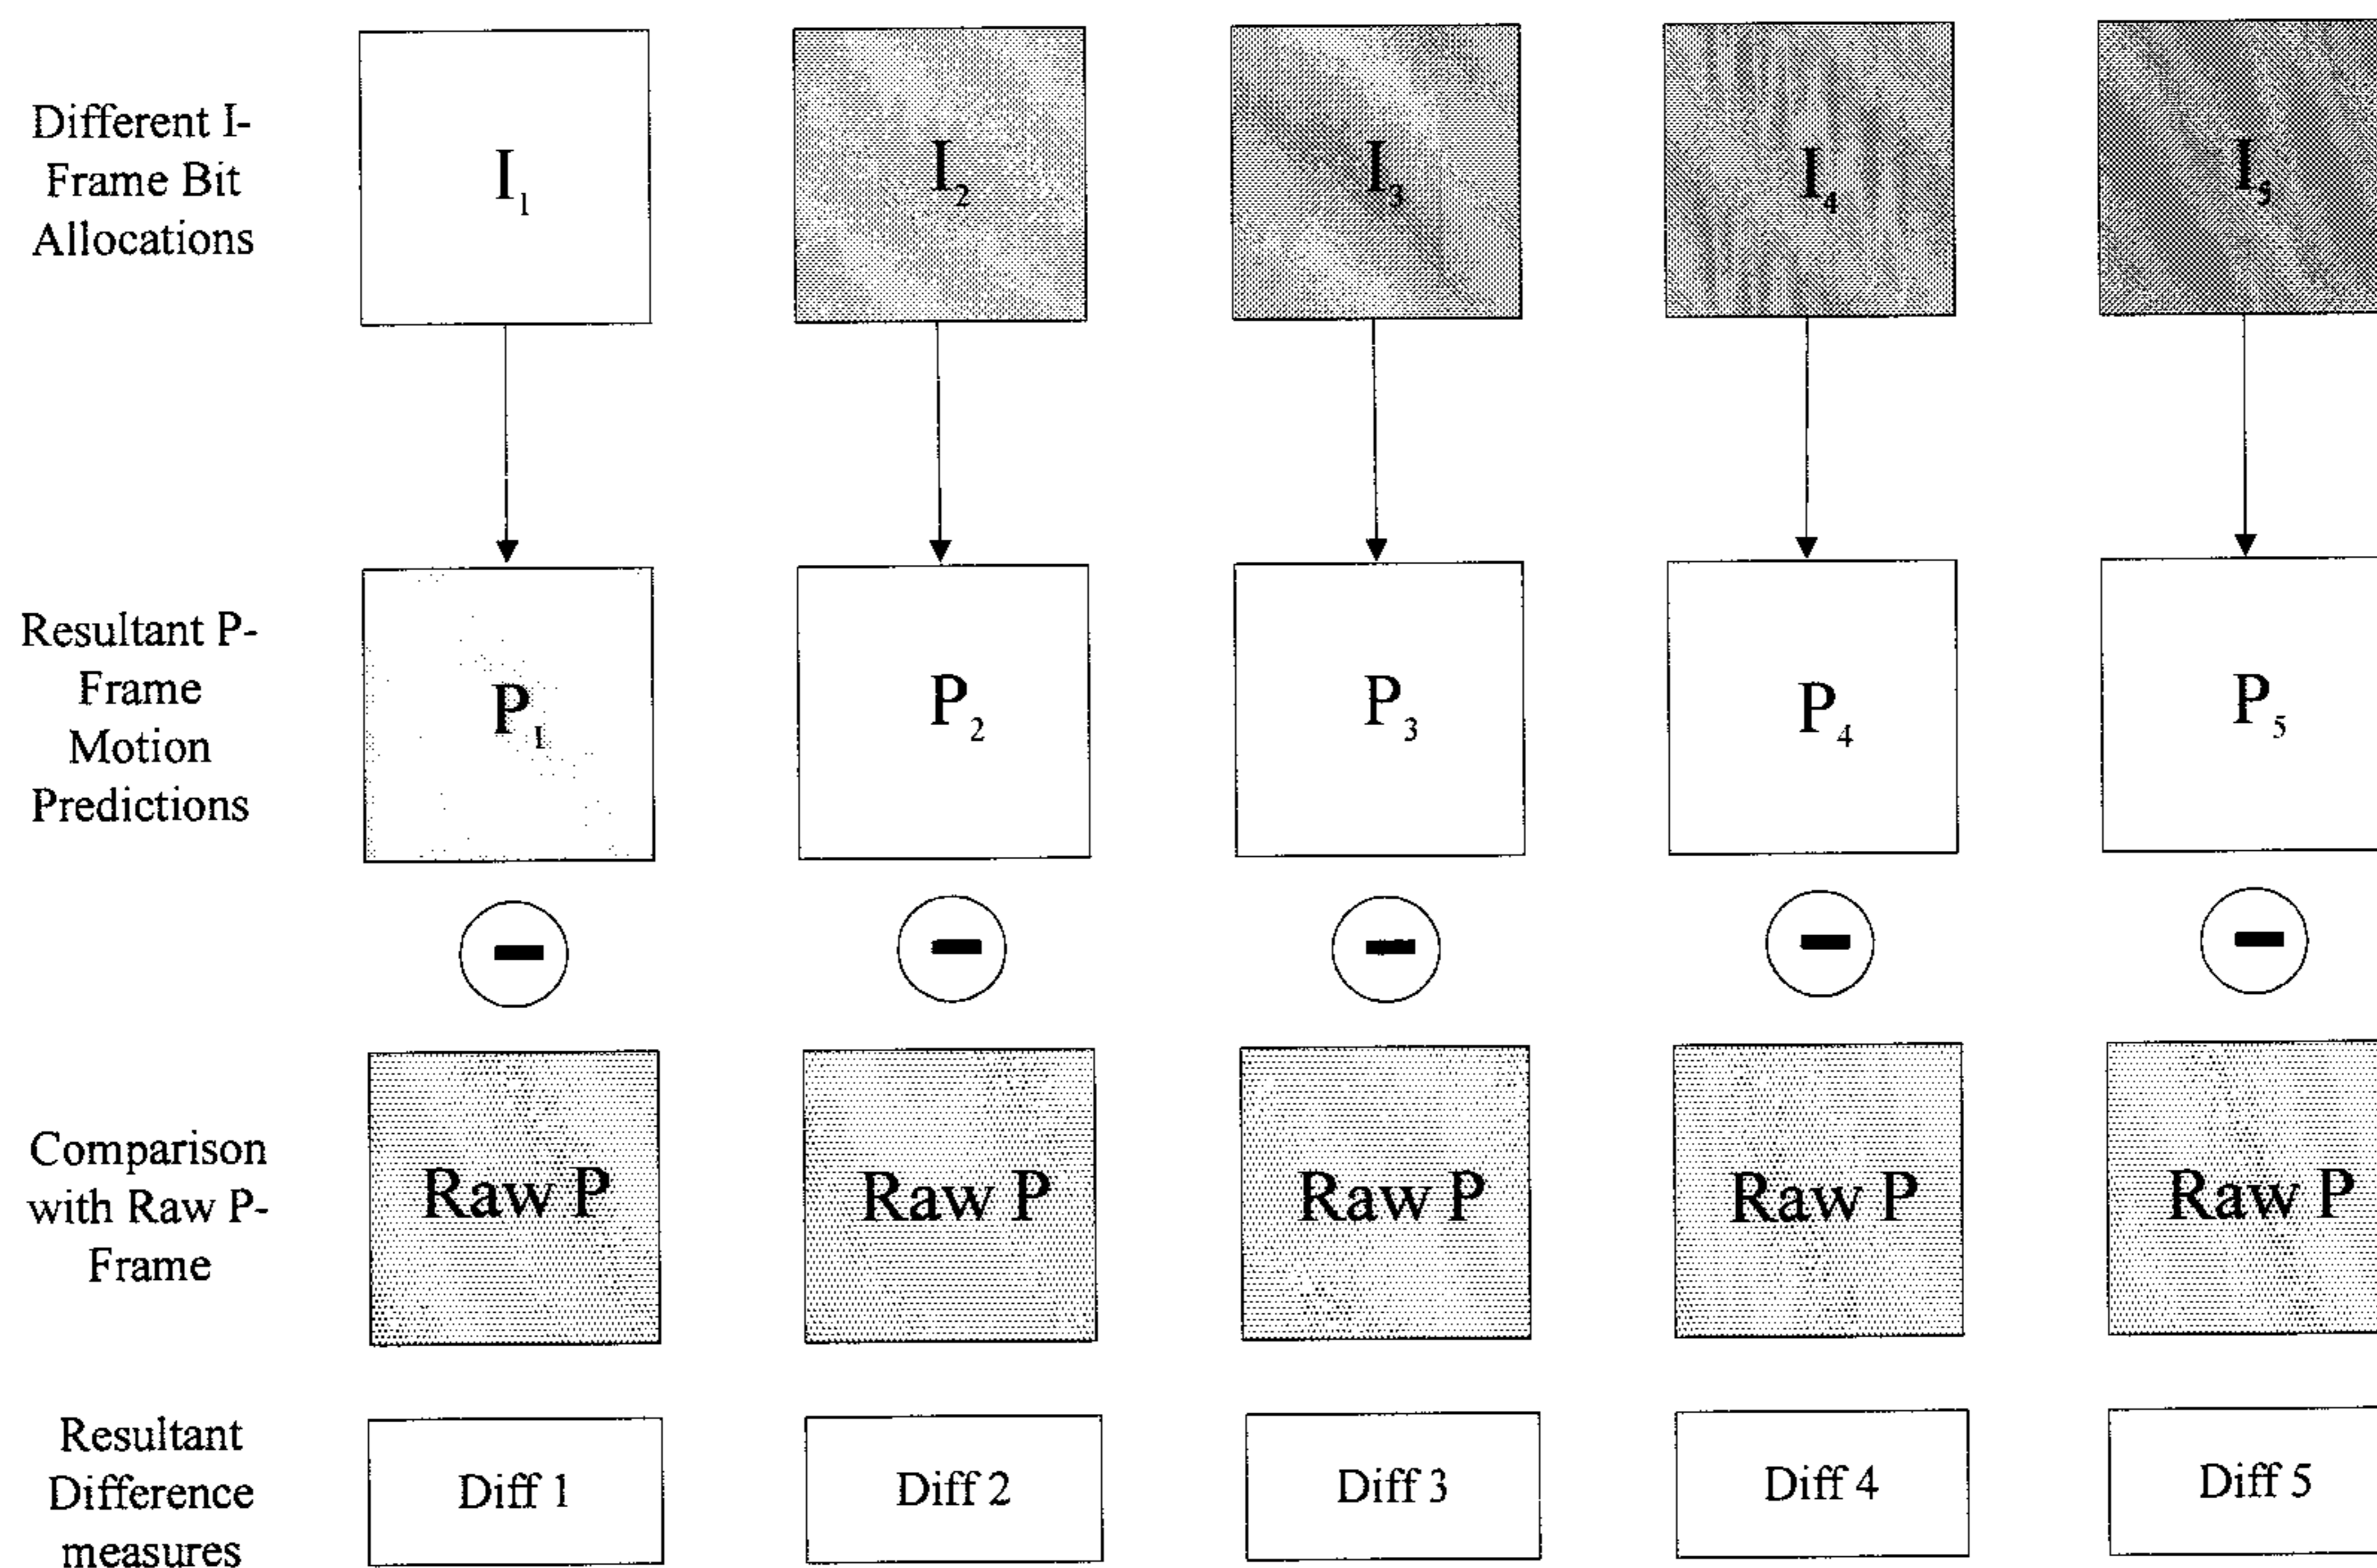 Different I-
Frame Bit
Allocations
I₁
I₂
I₃
I₄
I₅
Resultant P-
Frame
Motion
Predictions
P₁
P₂
P₃
P₄
P₅
Comparison
with Raw P-
Frame
Raw P
Raw P
Raw P
Raw P
Raw P
Resultant
Difference
measures
Diff 1
Diff 2
Diff 3
Diff 4
Diff 5